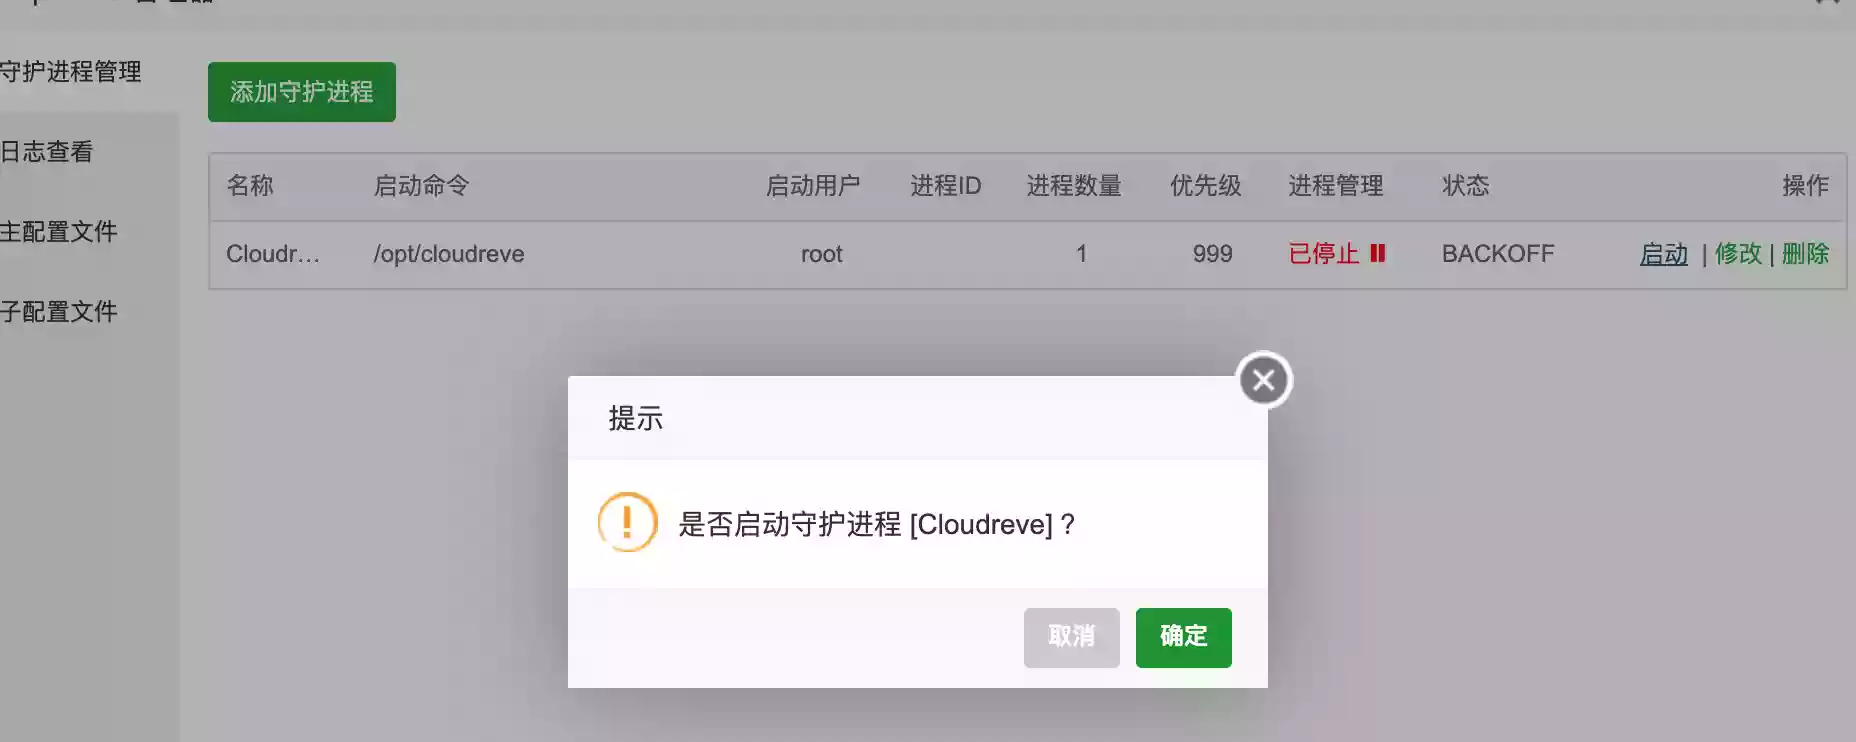 守护进程管理
日志查看
主配置文件
子配置文件
添加守护进程
名称 启动命令 启动用户 进程ID 进程数量 优先级 进程管理 状态 操作
Cloudr… /opt/cloudreve root 1 999 已停止 BACKOFF 启动 | 修改 | 删除
提示
是否启动守护进程 [Cloudreve] ?
取消 确定